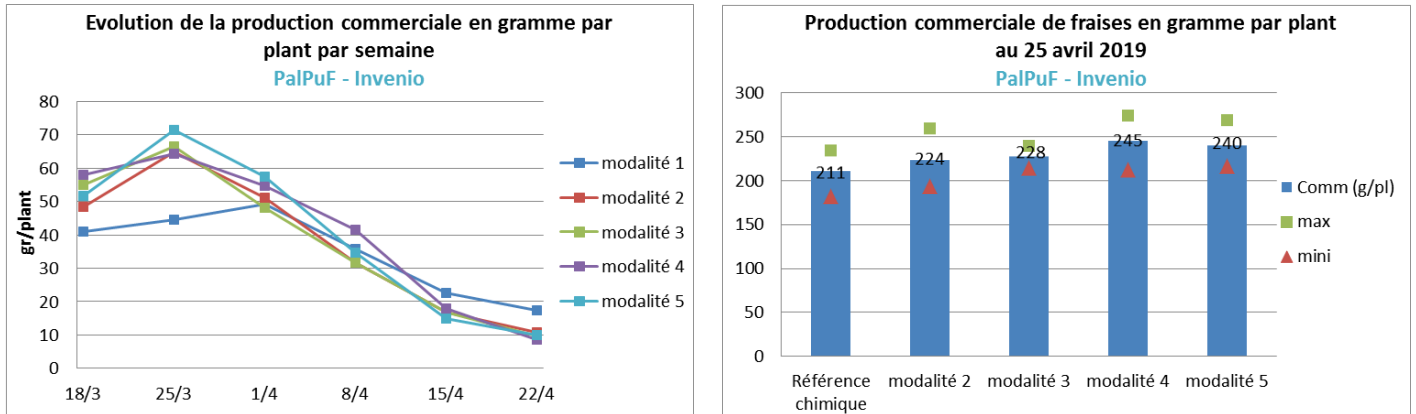 Evolution de la production commerciale en gramme par
plant par semaine
PalPuF - Invenio
gr/plant
80
70
60
50
40
30
20
10
0
18/3 25/3 1/4 8/4 15/4 22/4
modalité 1
modalité 2
modalité 3
modalité 4
modalité 5
Production commerciale de fraises en gramme par plant
au 25 avril 2019
PalPuF - Invenio
300
250
200
150
100
50
0
211 224 228 245 240
Référence
chimique modalité 2 modalité 3 modalité 4 modalité 5
Comm (g/pl)
max
mini